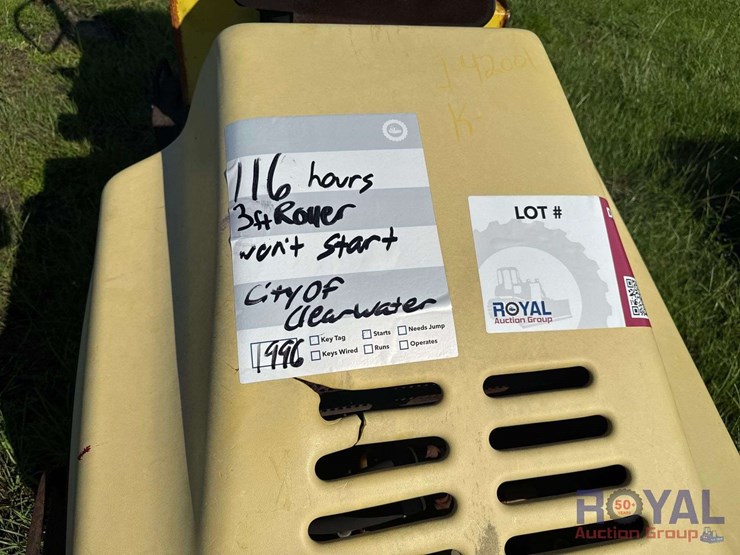 116 hours
3ft Roller
won't start
City of
Clearwater
1996
Key Tag
Starts
Needs Jump
Keys Wired
Runs
Operates
LOT #
ROYAL
Auction Group
50+
YEARS
ROYAL
Auction Group